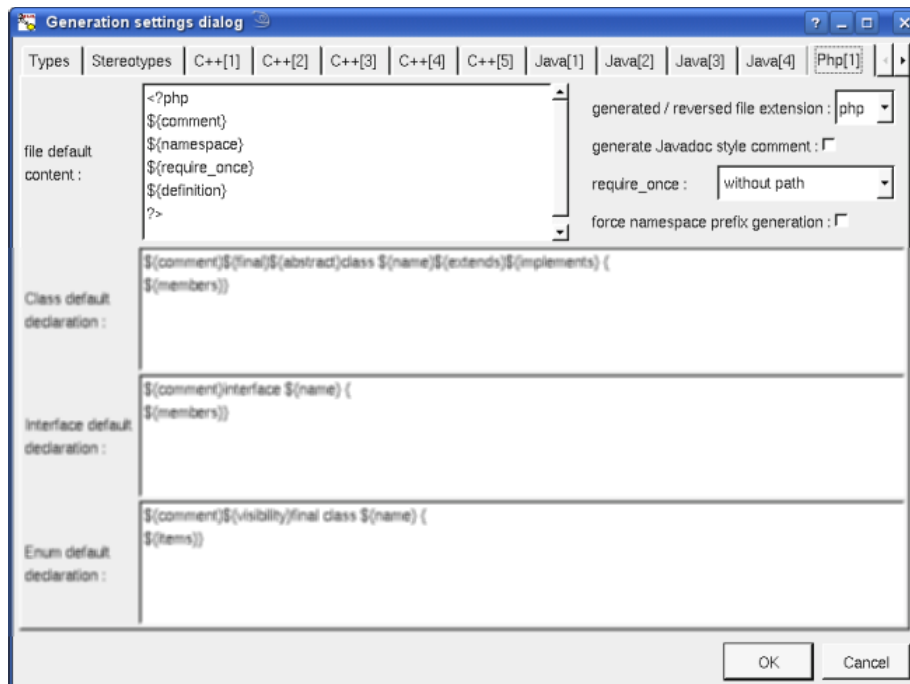 Generation settings dialog
Types Stereotypes C++[1] C++[2] C++[3] C++[4] C++[5] Java[1] Java[2] Java[3] Java[4] Php[1]
file default
content :
<?php
${comment}
${namespace}
${require_once}
${definition}
?>
generated / reversed file extension : php
generate Javadoc style comment :
require_once : without path
force namespace prefix generation :
Class default
declaration :
${comment}${final}${abstract}class ${name}${extends}${implements} {
${members}}
Interface default
declaration :
${comment}interface ${name} {
${members}}
Enum default
declaration :
${comment}${visibility}final class ${name} {
${items}}
OK Cancel